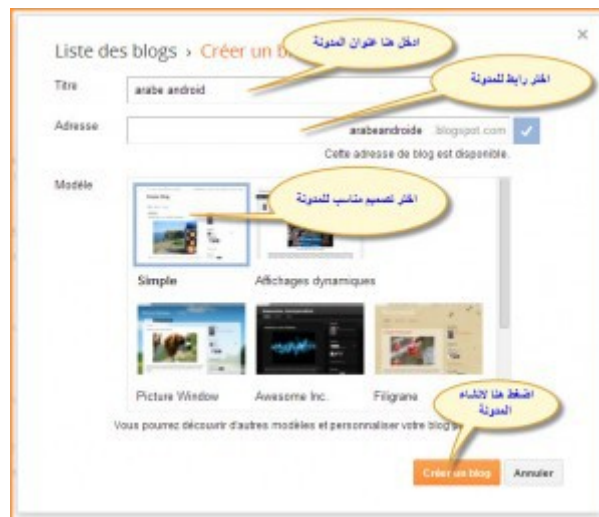 Liste des blogs › Créer un b
ادخل هنا عنوان المدونة
Titre
arabe android
اختر رابط للمدونة
Adresse
arabeandroide .blogspot.com
Cette adresse de blog est disponible.
Modèle
اختر تصميم مناسب للمدونة
Simple
Affichages dynamiques
Picture Window
Awesome Inc.
Filigrane
اضغط هنا لانشاء
المدونة
Vous pourrez découvrir d'autres modèles et personnaliser votre blog
Créer un blog
Annuler